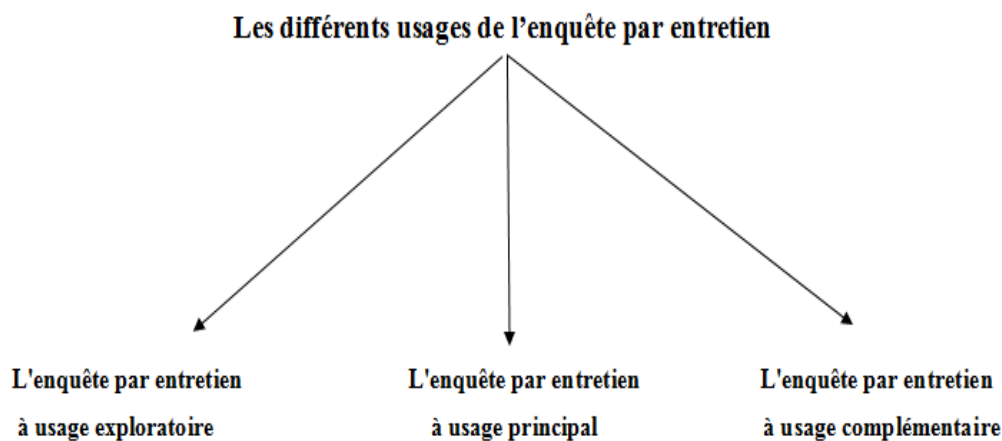 Les différents usages de l’enquête par entretien
L'enquête par entretien
à usage exploratoire
L'enquête par entretien
à usage principal
L'enquête par entretien
à usage complémentaire